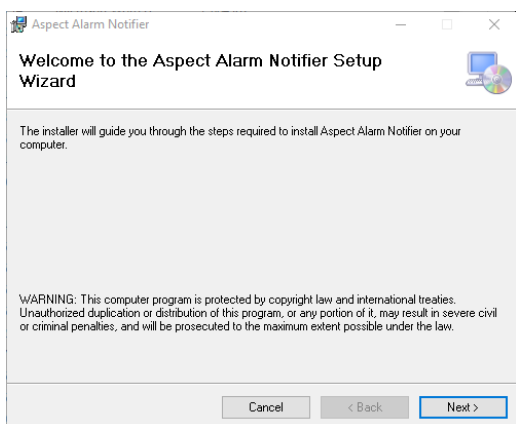 Aspect Alarm Notifier
Welcome to the Aspect Alarm Notifier Setup
Wizard
The installer will guide you through the steps required to install Aspect Alarm Notifier on your
computer.
WARNING: This computer program is protected by copyright law and international treaties.
Unauthorized duplication or distribution of this program, or any portion of it, may result in severe civil
or criminal penalties, and will be prosecuted to the maximum extent possible under the law.
Cancel
< Back
Next >